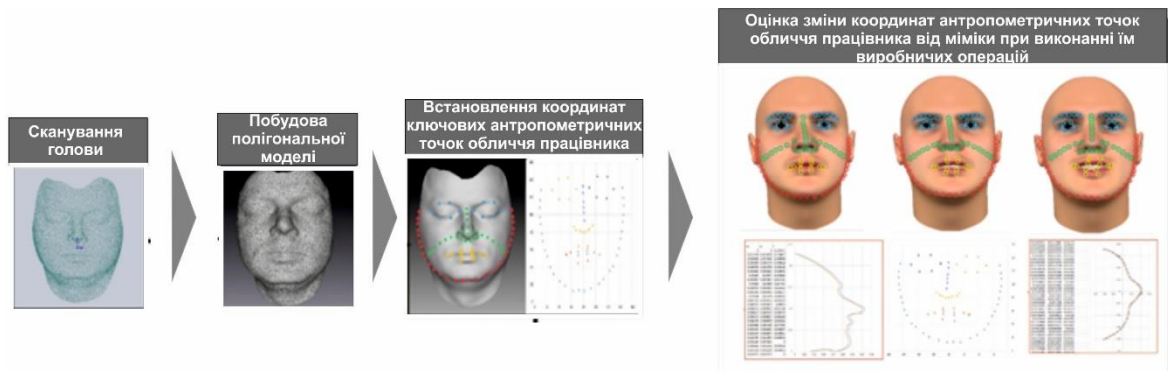 Сканування
голови
Побудова
полігональної
моделі
Встановлення координат
ключових антропометричних
точок обличчя працівника
Оцінка зміни координат антропометричних точок
обличчя працівника від міміки при виконанні їм
виробничих операцій